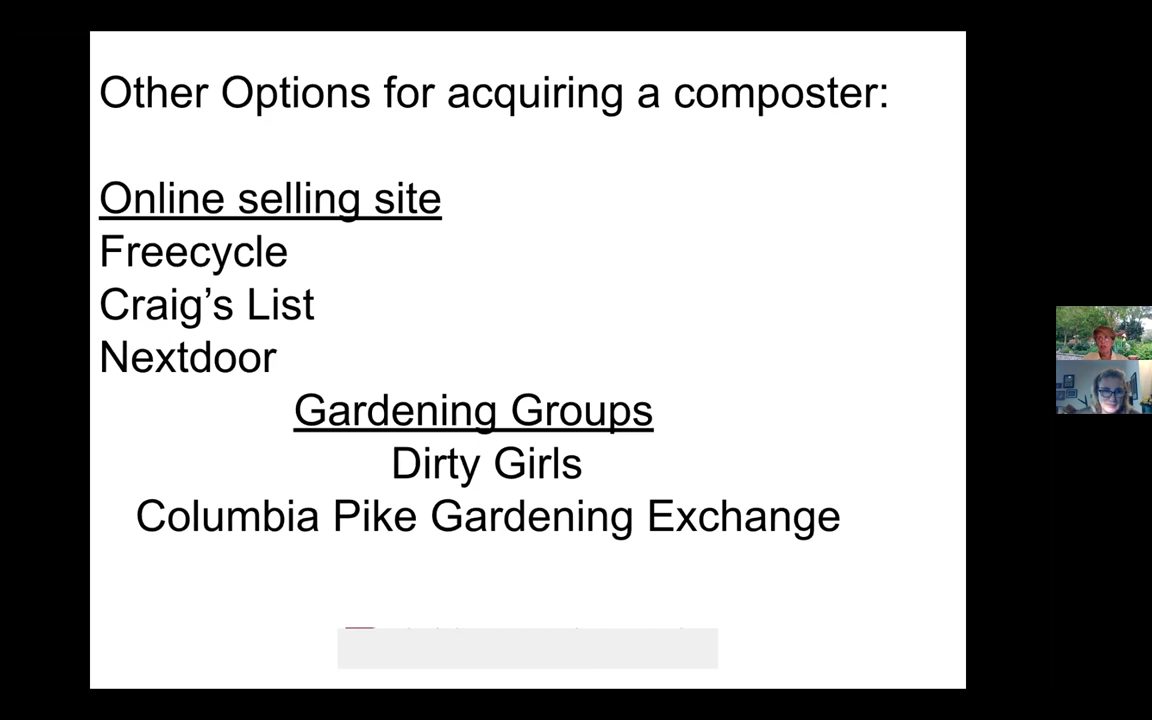 Other Options for acquiring a composter:
Online selling site
Freecycle
Craig’s List
Nextdoor
Gardening Groups
Dirty Girls
Columbia Pike Gardening Exchange